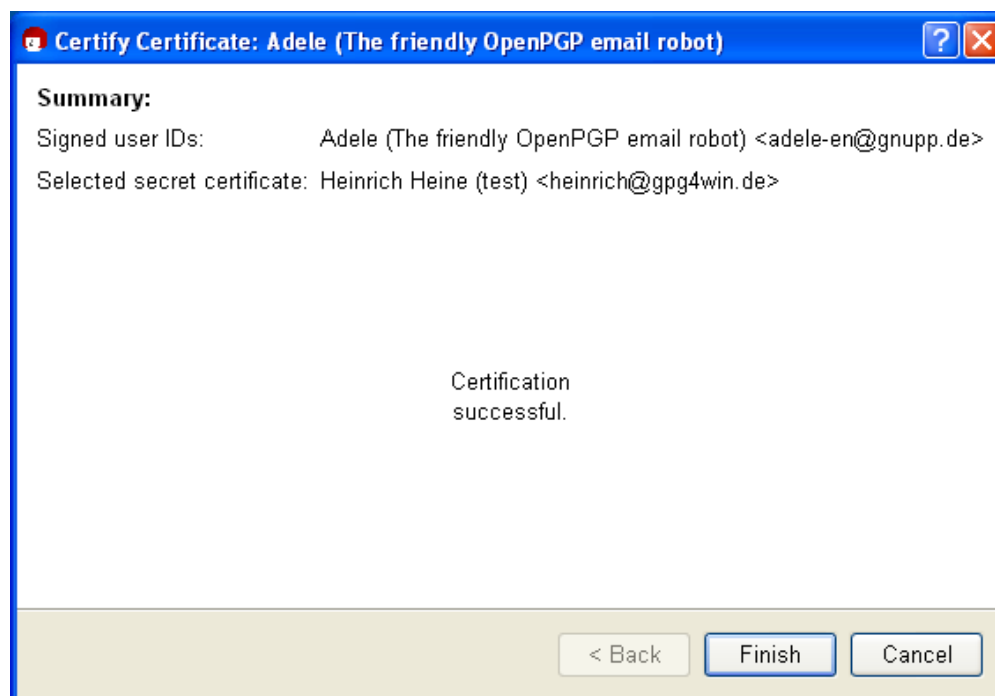 Certify Certificate: Adele (The friendly OpenPGP email robot)
Summary:
Signed user IDs: Adele (The friendly OpenPGP email robot) <adele-en@gnupp.de>
Selected secret certificate: Heinrich Heine (test) <heinrich@gpg4win.de>
Certification
successful.
< Back Finish Cancel